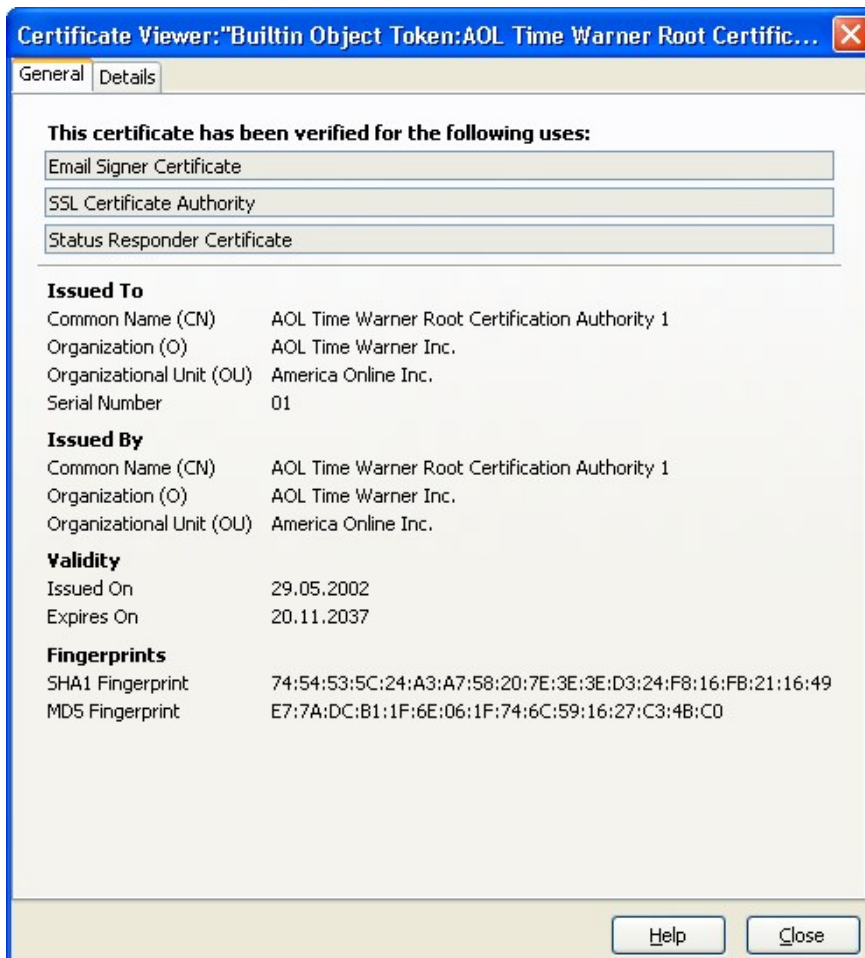 Certificate Viewer:"Builtin Object Token:AOL Time Warner Root Certific...
General Details
This certificate has been verified for the following uses:
Email Signer Certificate
SSL Certificate Authority
Status Responder Certificate
Issued To
Common Name (CN) AOL Time Warner Root Certification Authority 1
Organization (O) AOL Time Warner Inc.
Organizational Unit (OU) America Online Inc.
Serial Number 01
Issued By
Common Name (CN) AOL Time Warner Root Certification Authority 1
Organization (O) AOL Time Warner Inc.
Organizational Unit (OU) America Online Inc.
Validity
Issued On 29.05.2002
Expires On 20.11.2037
Fingerprints
SHA1 Fingerprint 74:54:53:5C:24:A3:A7:58:20:7E:3E:3E:D3:24:F8:16:FB:21:16:49
MD5 Fingerprint E7:7A:DC:B1:1F:6E:06:1F:74:6C:59:16:27:C3:4B:C0
Help Close